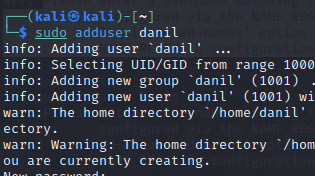 (kali㉿kali)-[~]
$ sudo adduser danil
info: Adding user `danil' ...
info: Selecting UID/GID from range 1000
info: Adding new group `danil' (1001) .
info: Adding new user `danil' (1001) wi
warn: The home directory `/home/danil'
ectory.
warn: Warning: The home directory `/hom
ou are currently creating.
New password: